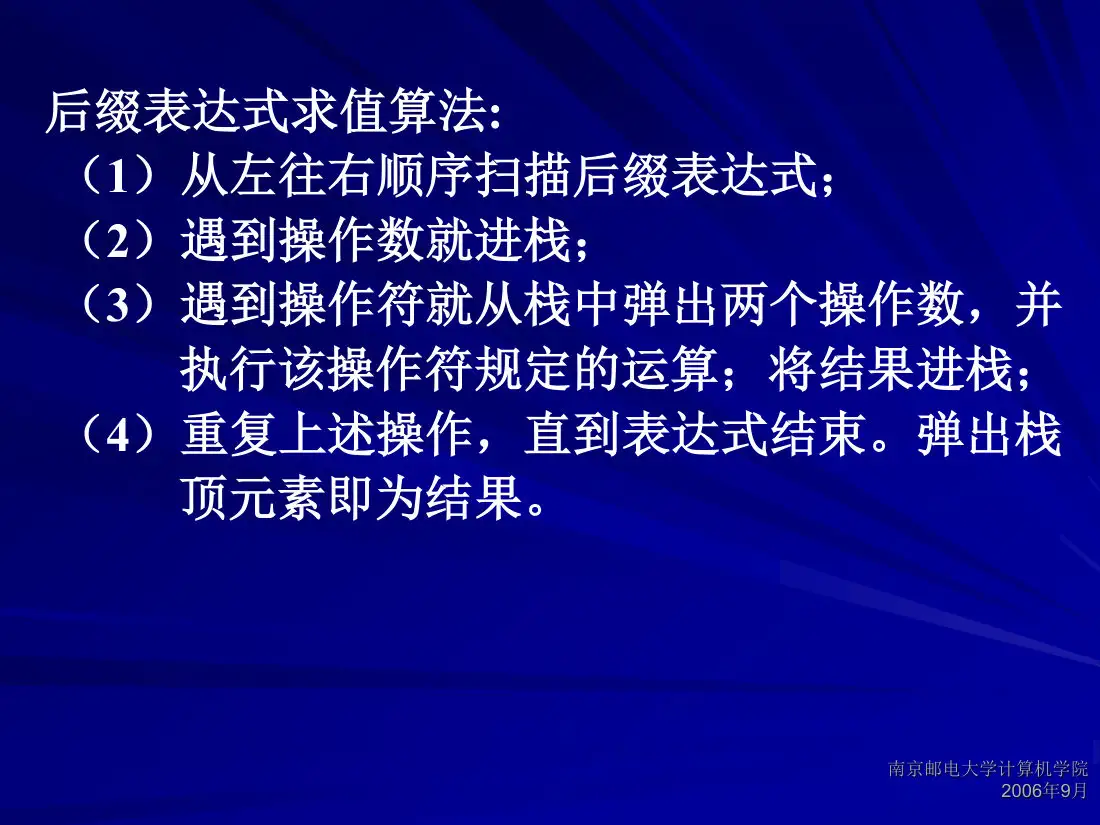 后缀表达式求值算法:
（1）从左往右顺序扫描后缀表达式；
（2）遇到操作数就进栈；
（3）遇到操作符就从栈中弹出两个操作数，并
执行该操作符规定的运算；将结果进栈；
（4）重复上述操作，直到表达式结束。弹出栈
顶元素即为结果。
南京邮电大学计算机学院
2006年9月